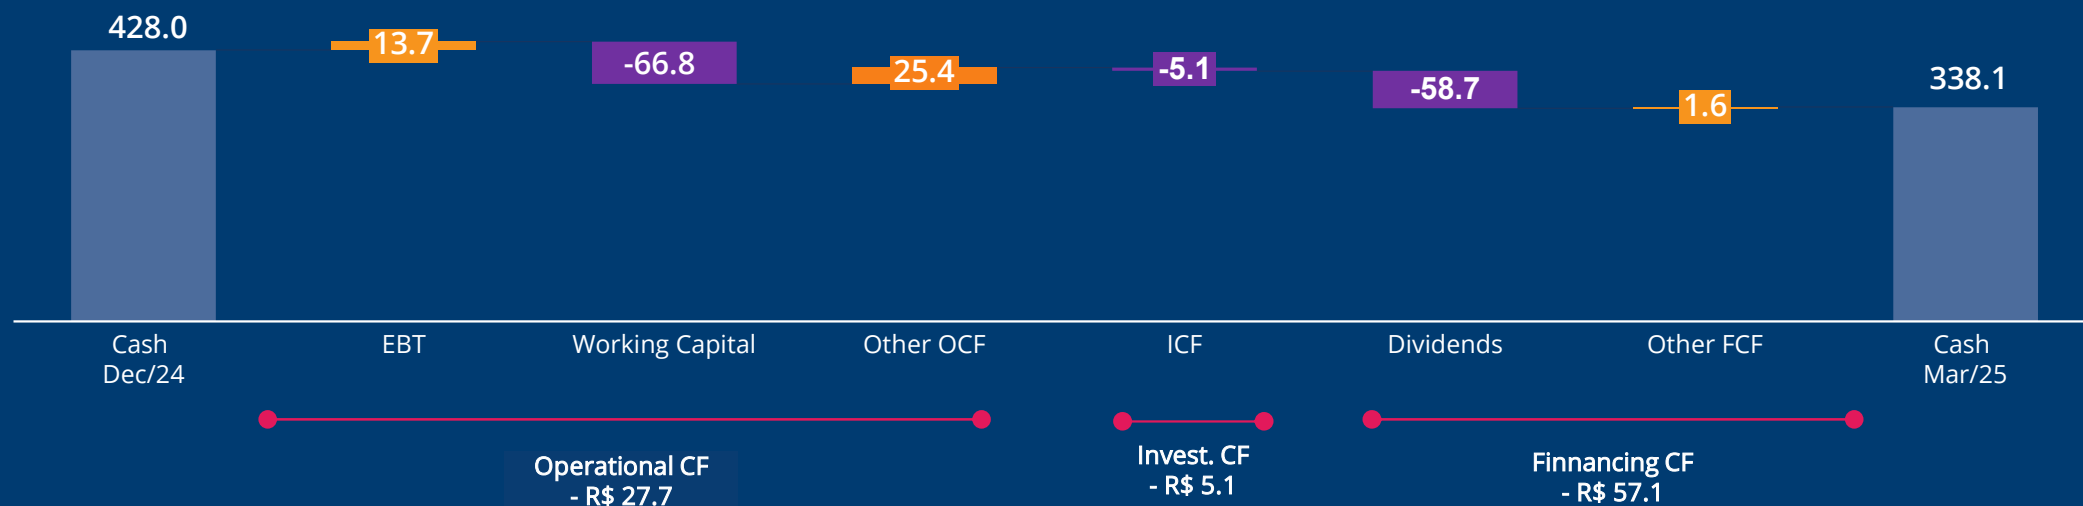 428.0
13.7
-66.8
25.4
-5.1
-58.7
1.6
338.1
Cash
Dec/24
EBT
Working Capital
Other OCF
ICF
Dividends
Other FCF
Cash
Mar/25
Operational CF
- R$ 27.7
Invest. CF
- R$ 5.1
Finnancing CF
- R$ 57.1